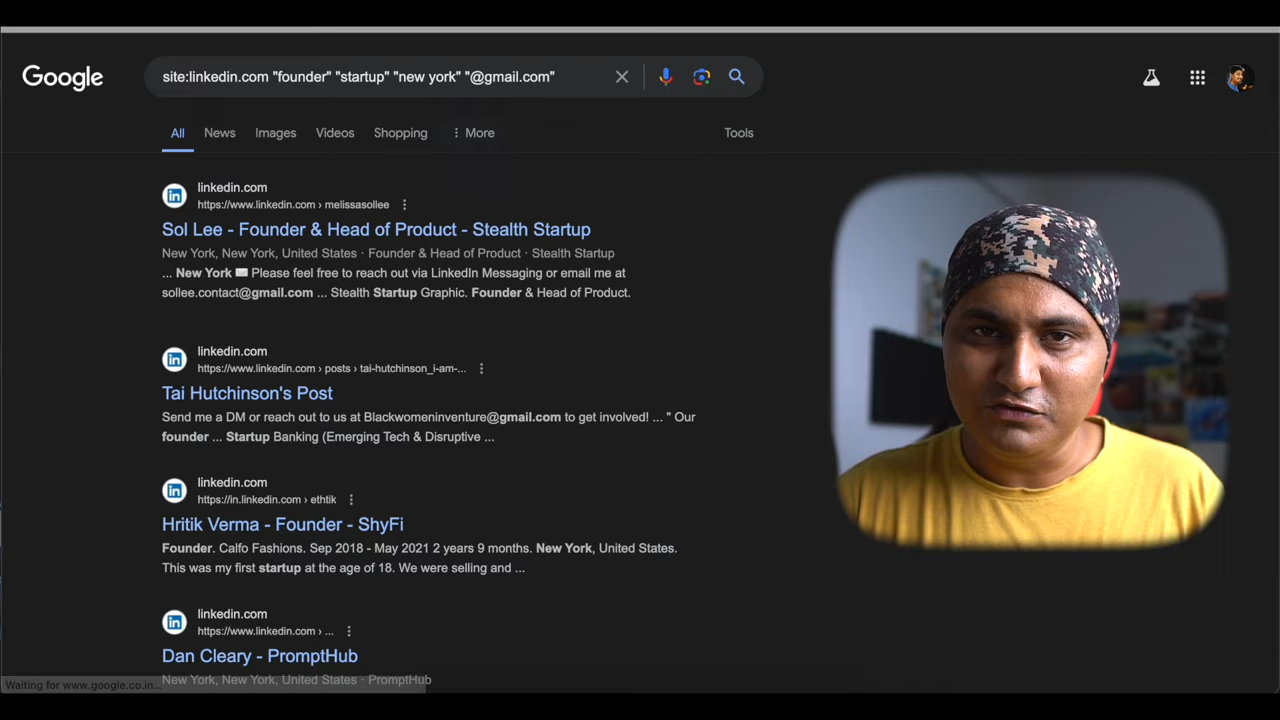 Google
site:linkedin.com "founder" "startup" "new york" "@gmail.com"
All
News
Images
Videos
Shopping
More
Tools
linkedin.com
https://www.linkedin.com › melissasollee
Sol Lee - Founder & Head of Product - Stealth Startup
New York, New York, United States · Founder & Head of Product · Stealth Startup
... New York ✉️ Please feel free to reach out via LinkedIn Messaging or email me at
sollee.contact@gmail.com ... Stealth Startup Graphic. Founder & Head of Product.
linkedin.com
https://www.linkedin.com › posts › tai-hutchinson_i-am-...
Tai Hutchinson's Post
Send me a DM or reach out to us at Blackwomeninventure@gmail.com to get involved! ... " Our
founder ... Startup Banking (Emerging Tech & Disruptive ...
linkedin.com
https://in.linkedin.com › ethtik
Hritik Verma - Founder - ShyFi
Founder. Calfo Fashions. Sep 2018 - May 2021 2 years 9 months. New York, United States.
This was my first startup at the age of 18. We were selling and ...
linkedin.com
https://www.linkedin.com › ...
Dan Cleary - PromptHub
New York, New York, United States · PromptHub
Waiting for www.google.co.in...